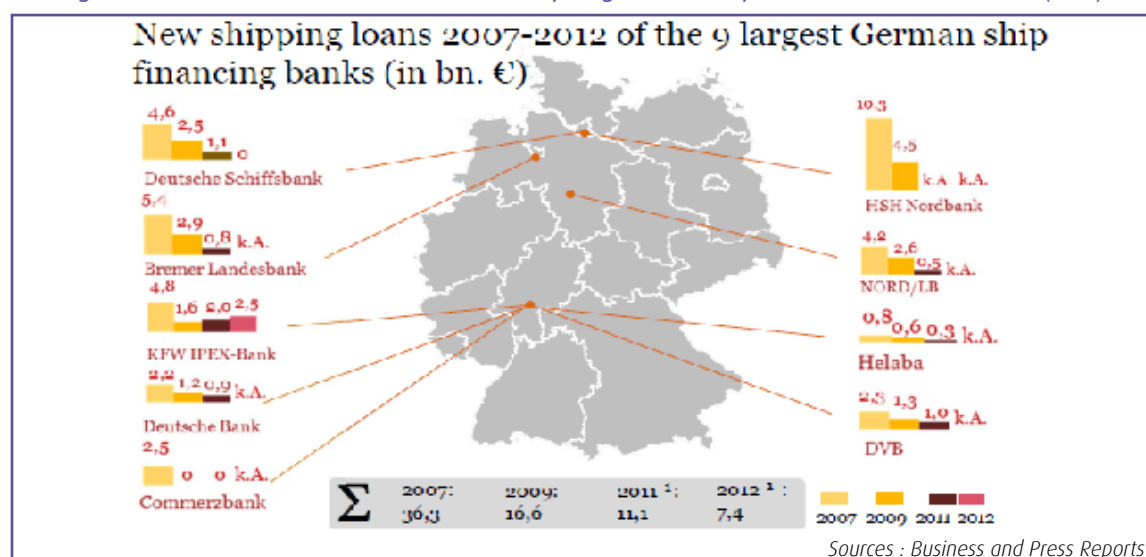 New shipping loans 2007-2012 of the 9 largest German ship
financing banks (in bn. €)
4,6
2,5
1,1
0
Deutsche Schiffsbank
5,4
2,9
0,8
k.A.
Bremer Landesbank
4,8
1,6
2,0
2,5
KFW IPEX-Bank
2,2
1,2
0,9
k.A.
Deutsche Bank
2,5
0
0
k.A.
Commerzbank
10,3
4,5
k.A.
k.A.
HSH Nordbank
4,2
2,6
0,5
k.A.
NORD/LB
0,8
0,6
0,3
k.A.
Helaba
2,3
1,3
1,0
k.A.
DVB
Σ
2007: 2009: 2011 ¹: 2012 ¹ :
36,3 16,6 11,1 7,4
2007 2009 2011 2012
Sources : Business and Press Reports